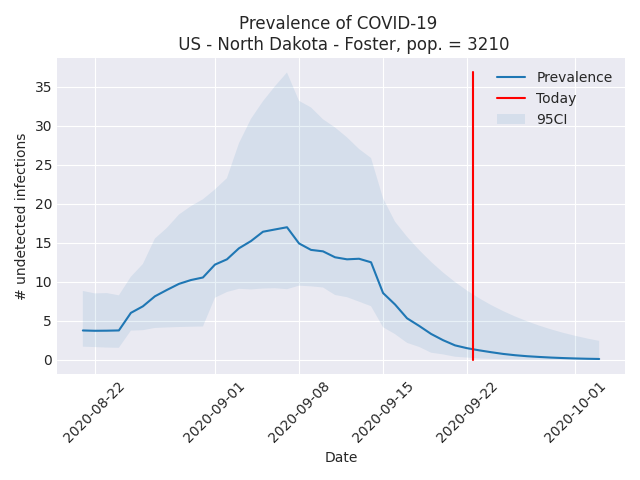 Prevalence of COVID-19
US - North Dakota - Foster, pop. = 3210
Prevalence
Today
95CI
# undetected infections
35
30
25
20
15
10
5
0
2020-08-22
2020-09-01
2020-09-08
2020-09-15
2020-09-22
2020-10-01
Date